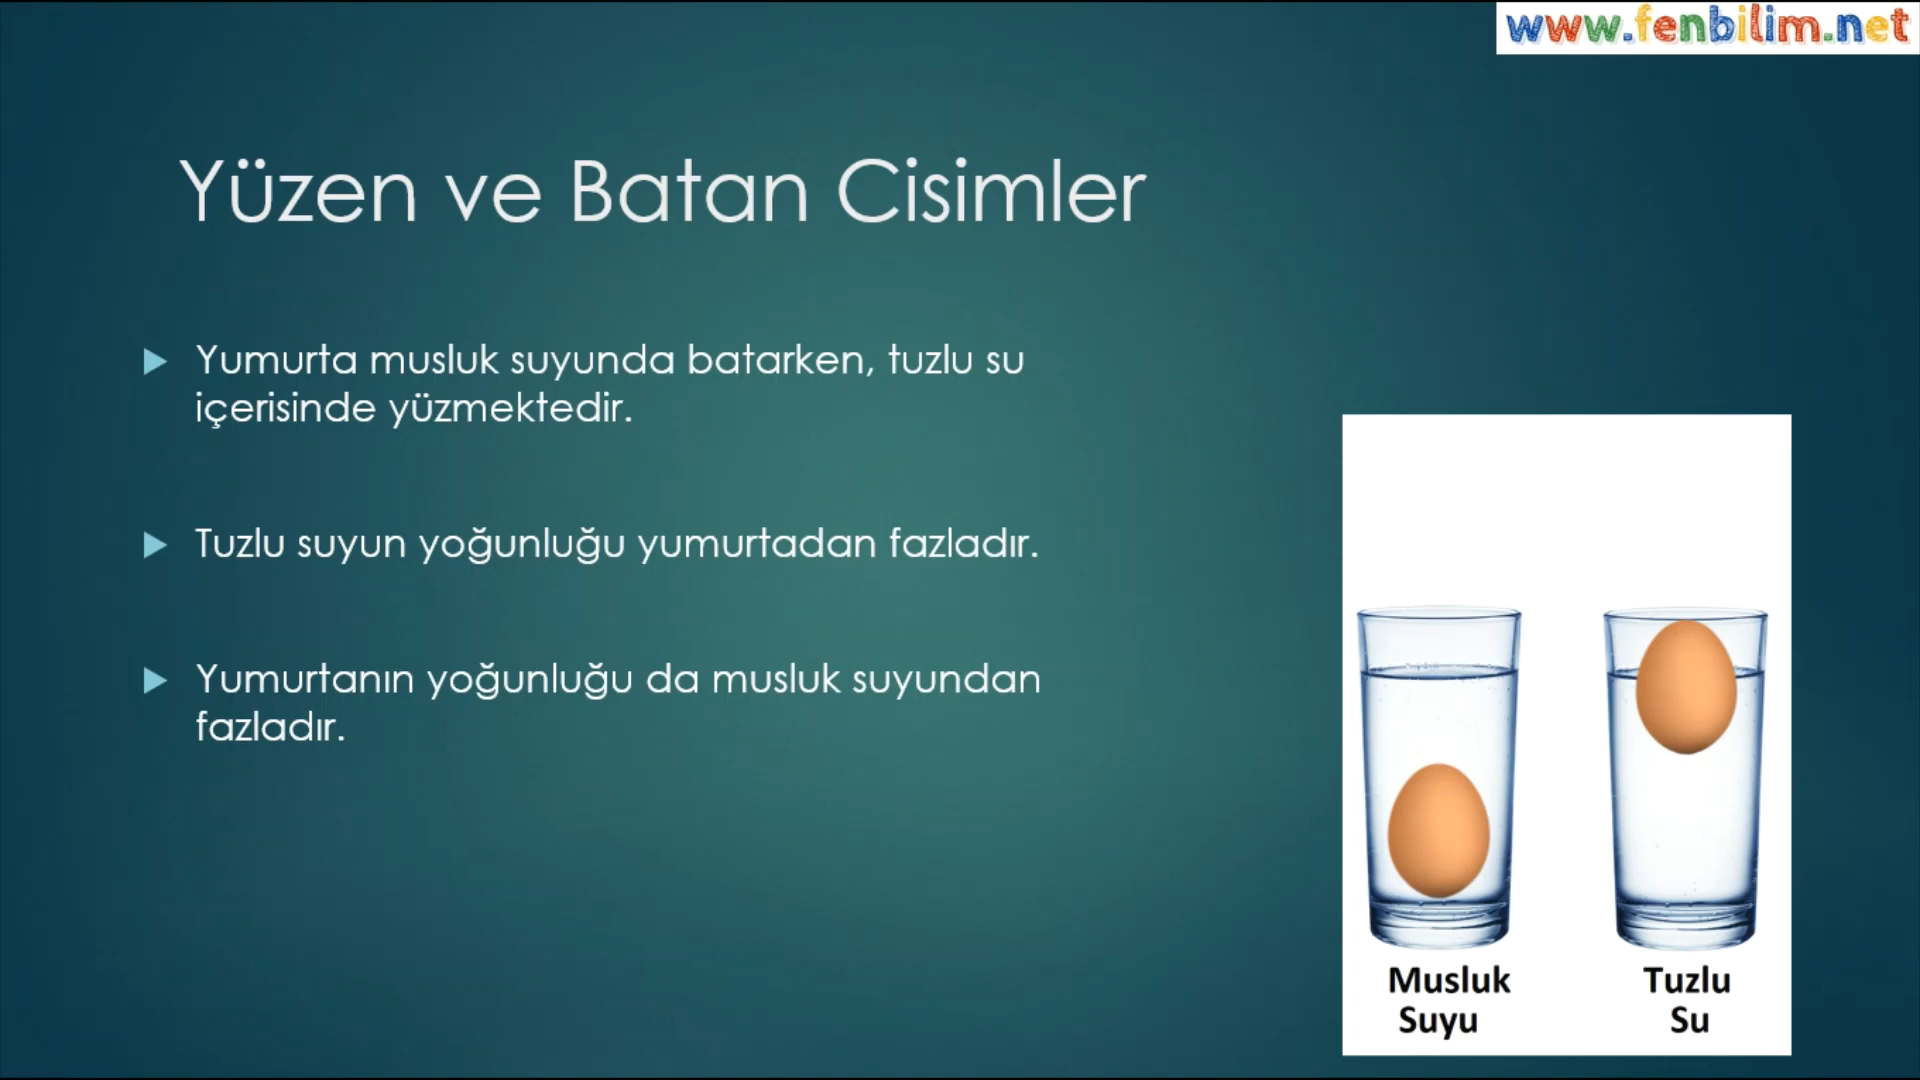 www.fenbilim.net
Yüzen ve Batan Cisimler
Yumurta musluk suyunda batarken, tuzlu su
içerisinde yüzmektedir.
Tuzlu suyun yoğunluğu yumurtadan fazladır.
Yumurtanın yoğunluğu da musluk suyundan
fazladır.
Musluk
Suyu
Tuzlu
Su